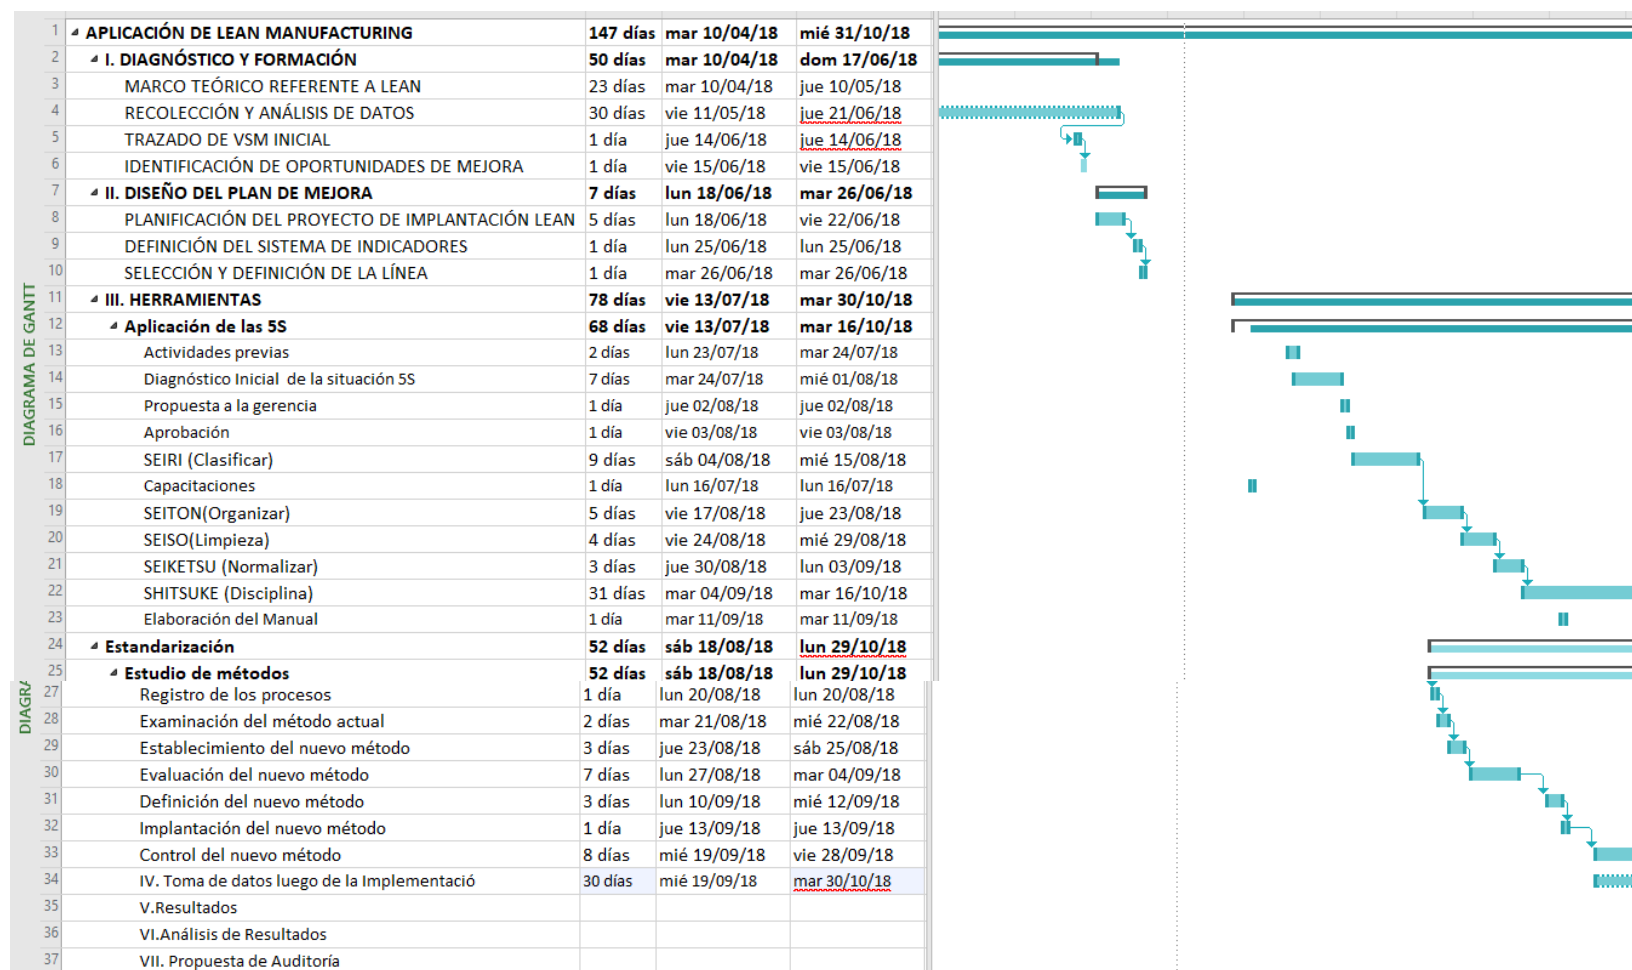 1 APLICACIÓN DE LEAN MANUFACTURING 147 días mar 10/04/18 mié 31/10/18
2 I. DIAGNÓSTICO Y FORMACIÓN 50 días mar 10/04/18 dom 17/06/18
3 MARCO TEÓRICO REFERENTE A LEAN 23 días mar 10/04/18 jue 10/05/18
4 RECOLECCIÓN Y ANÁLISIS DE DATOS 30 días vie 11/05/18 jue 21/06/18
5 TRAZADO DE VSM INICIAL 1 día jue 14/06/18 jue 14/06/18
6 IDENTIFICACIÓN DE OPORTUNIDADES DE MEJORA 1 día vie 15/06/18 vie 15/06/18
7 II. DISEÑO DEL PLAN DE MEJORA 7 días lun 18/06/18 mar 26/06/18
8 PLANIFICACIÓN DEL PROYECTO DE IMPLANTACIÓN LEAN 5 días lun 18/06/18 vie 22/06/18
9 DEFINICIÓN DEL SISTEMA DE INDICADORES 1 día lun 25/06/18 lun 25/06/18
10 SELECCIÓN Y DEFINICIÓN DE LA LÍNEA 1 día mar 26/06/18 mar 26/06/18
11 III. HERRAMIENTAS 78 días vie 13/07/18 mar 30/10/18
12 Aplicación de las 5S 68 días vie 13/07/18 mar 16/10/18
13 Actividades previas 2 días lun 23/07/18 mar 24/07/18
14 Diagnóstico Inicial de la situación 5S 7 días mar 24/07/18 mié 01/08/18
15 Propuesta a la gerencia 1 día jue 02/08/18 jue 02/08/18
16 Aprobación 1 día vie 03/08/18 vie 03/08/18
17 SEIRI (Clasificar) 9 días sáb 04/08/18 mié 15/08/18
18 Capacitaciones 1 día lun 16/07/18 lun 16/07/18
19 SEITON(Organizar) 5 días vie 17/08/18 jue 23/08/18
20 SEISO(Limpieza) 4 días vie 24/08/18 mié 29/08/18
21 SEIKETSU (Normalizar) 3 días jue 30/08/18 lun 03/09/18
22 SHITSUKE (Disciplina) 31 días mar 04/09/18 mar 16/10/18
23 Elaboración del Manual 1 día mar 11/09/18 mar 11/09/18
24 Estandarización 52 días sáb 18/08/18 lun 29/10/18
25 Estudio de métodos 52 días sáb 18/08/18 lun 29/10/18
27 Registro de los procesos 1 día lun 20/08/18 lun 20/08/18
28 Examinación del método actual 2 días mar 21/08/18 mié 22/08/18
29 Establecimiento del nuevo método 3 días jue 23/08/18 sáb 25/08/18
30 Evaluación del nuevo método 7 días lun 27/08/18 mar 04/09/18
31 Definición del nuevo método 3 días lun 10/09/18 mié 12/09/18
32 Implantación del nuevo método 1 día jue 13/09/18 jue 13/09/18
33 Control del nuevo método 8 días mié 19/09/18 vie 28/09/18
34 IV. Toma de datos luego de la Implementació 30 días mié 19/09/18 mar 30/10/18
35 V.Resultados
36 VI.Análisis de Resultados
37 VII. Propuesta de Auditoría
DIAGRAMA DE GANTT
DIAGRA